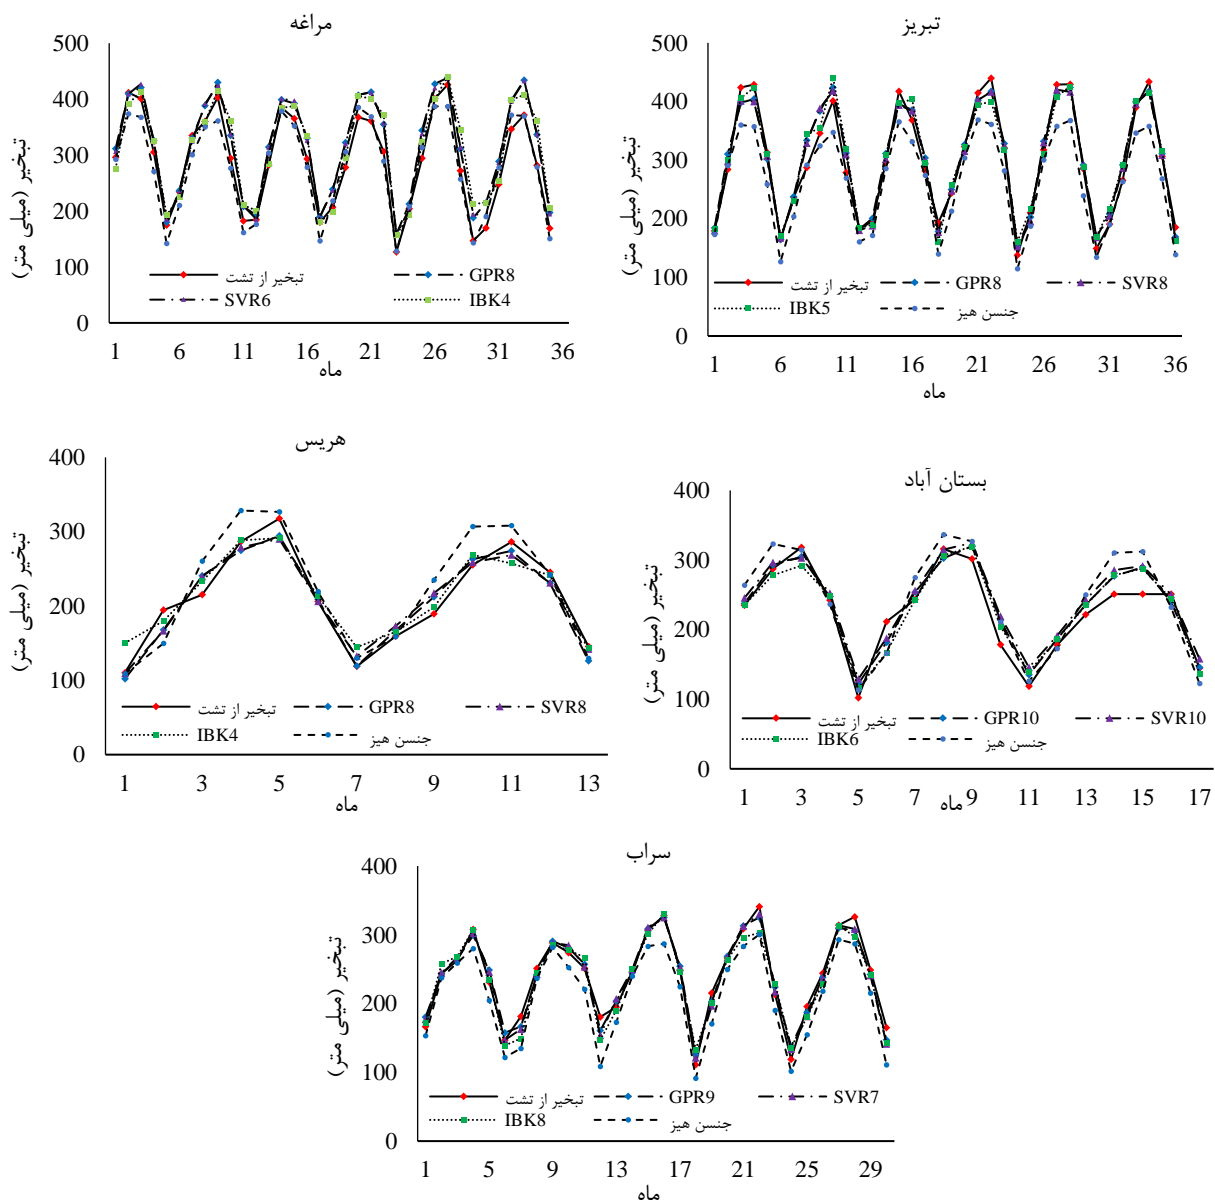 مراغه
500
400
300
200
100
0
تبخیر (میلی متر)
تبخیر از تشت
GPR8
SVR6
IBK4
1 6 11 16 21 26 31 36
ماه
تبریز
500
400
300
200
100
0
تبخیر (میلی متر)
تبخیر از تشت
GPR8
SVR8
IBK5
جنسن هیز
1 6 11 16 21 26 31 36
ماه
هریس
400
300
200
100
0
تبخیر (میلی متر)
تبخیر از تشت
GPR8
SVR8
IBK4
جنسن هیز
1 3 5 7 9 11 13
ماه
بستان آباد
400
300
200
100
0
تبخیر (میلی متر)
تبخیر از تشت
GPR10
SVR10
IBK6
جنسن هیز
1 3 5 7 9 11 13 15 17
ماه
سراب
400
300
200
100
0
تبخیر (میلی متر)
تبخیر از تشت
GPR9
SVR7
IBK8
جنسن هیز
1 5 9 13 17 21 25 29
ماه